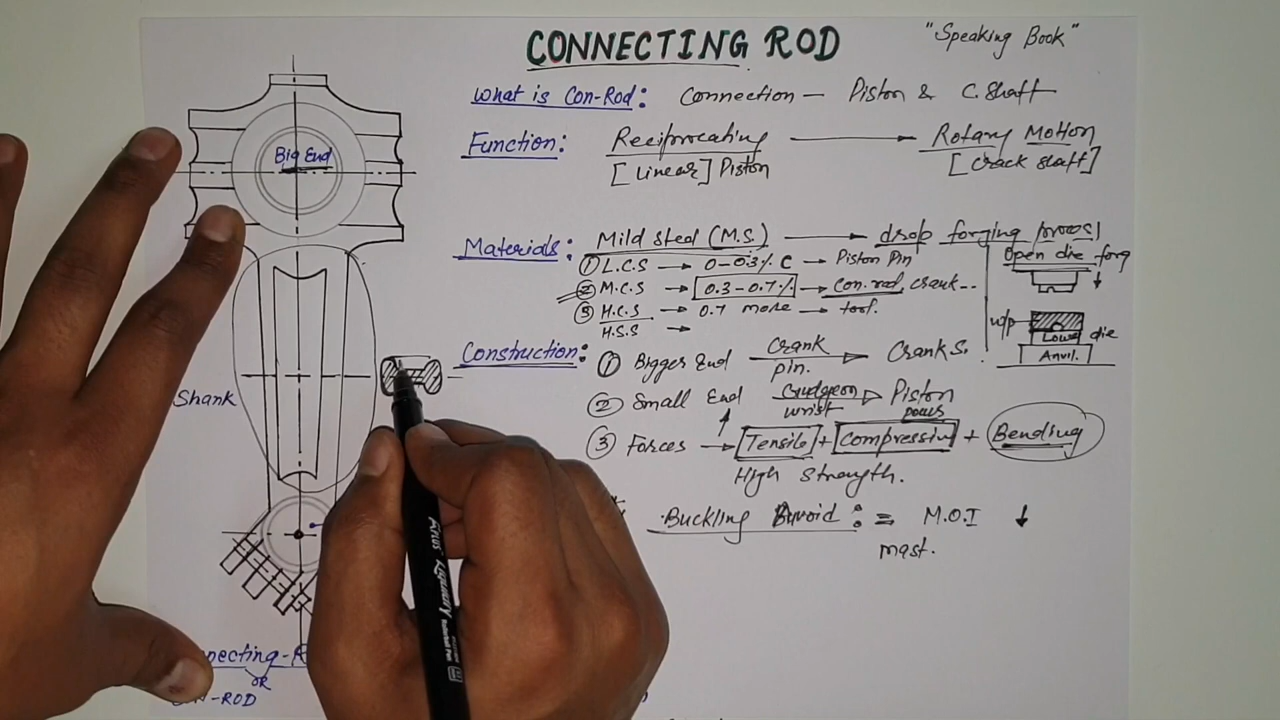 CONNECTING ROD
"Speaking Book"
What is Con-Rod: Connection — Piston & C. Shaft
Function: Reciprocating → Rotary Motion
[Linear] Piston [Crack shaft]
Materials: Mild Steel (M.S.) → drop forging process
① L.C.S → 0-0.3% C → Piston Pin
② M.C.S → 0.3-0.7% → con. rod, crank--
③ H.C.S → 0.7 more → tool.
H.S.S →
Open die forg
w/p
Lower die
Anvil.
Construction: ① Bigger End Crank pin. → Crank S.
② Small End Gudgeon wrist → Piston
③ Forces → Tensile + Compressive + Bending
High Strength.
Buckling Avoid: = M.O.I ↓
mast.
Big End
Shank
OR
-ROD